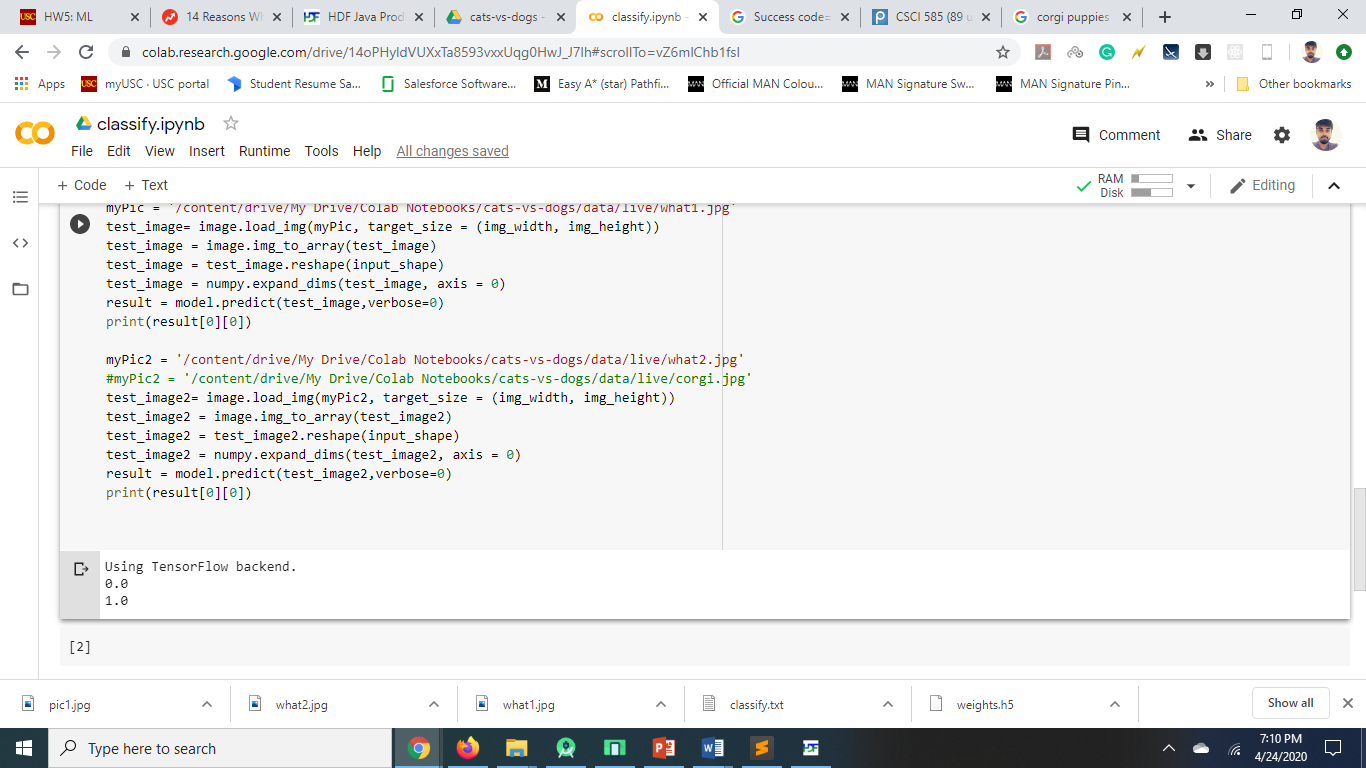 HW5: ML
14 Reasons Wh
HDF Java Prod
cats-vs-dogs -
classify.ipynb -
Success code=
CSCI 585 (89 u
corgi puppies
colab.research.google.com/drive/
Apps
myUSC · USC portal
Student Resume Sa...
Salesforce Software...
Easy A* (star) Pathfi...
Official MAN Colou...
MAN Signature Sw...
MAN Signature Pin...
»
Other bookmarks
classify.ipynb
Comment
Share
File Edit View Insert Runtime Tools Help All changes saved
+ Code + Text
RAM
Disk
Editing
myPic = '/content/drive/My Drive/Colab Notebooks/cats-vs-dogs/data/live/what1.jpg'
test_image= image.load_img(myPic, target_size = (img_width, img_height))
test_image = image.img_to_array(test_image)
test_image = test_image.reshape(input_shape)
test_image = numpy.expand_dims(test_image, axis = 0)
result = model.predict(test_image,verbose=0)
print(result[0][0])
myPic2 = '/content/drive/My Drive/Colab Notebooks/cats-vs-dogs/data/live/what2.jpg'
#myPic2 = '/content/drive/My Drive/Colab Notebooks/cats-vs-dogs/data/live/corgi.jpg'
test_image2= image.load_img(myPic2, target_size = (img_width, img_height))
test_image2 = image.img_to_array(test_image2)
test_image2 = test_image2.reshape(input_shape)
test_image2 = numpy.expand_dims(test_image2, axis = 0)
result = model.predict(test_image2,verbose=0)
print(result[0][0])
Using TensorFlow backend.
0.0
1.0
[2]
pic1.jpg
what2.jpg
what1.jpg
classify.txt
weights.h5
Show all
Type here to search
7:10 PM
4/24/2020